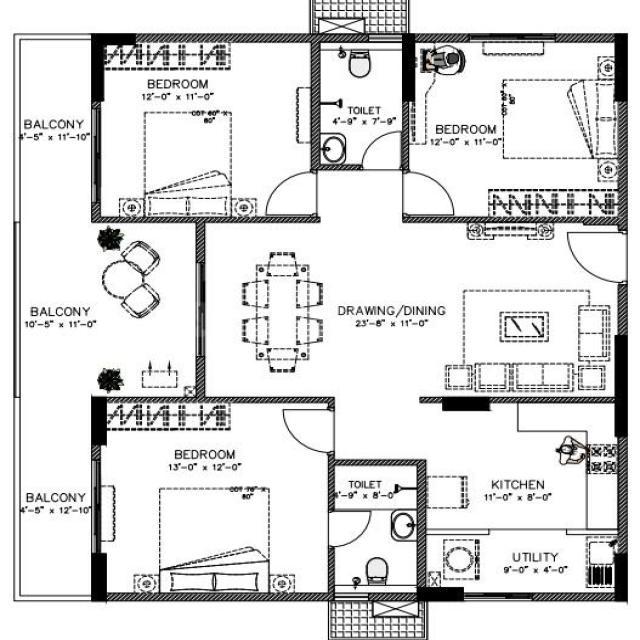 BEDROOM
12'-0" x 11'-0"
COT 60" X
80"
TOILET
4'-9" x 7'-9"
COT 60" X
80"
BEDROOM
12'-0" x 11'-0"
BALCONY
4'-5" x 11'-10"
BALCONY
10'-5" x 11'-0"
DRAWING/DINING
23'-8" x 11'-0"
BEDROOM
13'-0" x 12'-0"
COT 76" X
80"
BALCONY
4'-5" x 12'-10"
TOILET
4'-9" x 8'-0"
KITCHEN
11'-0" x 8'-0"
UTILITY
9'-0" x 4'-0"